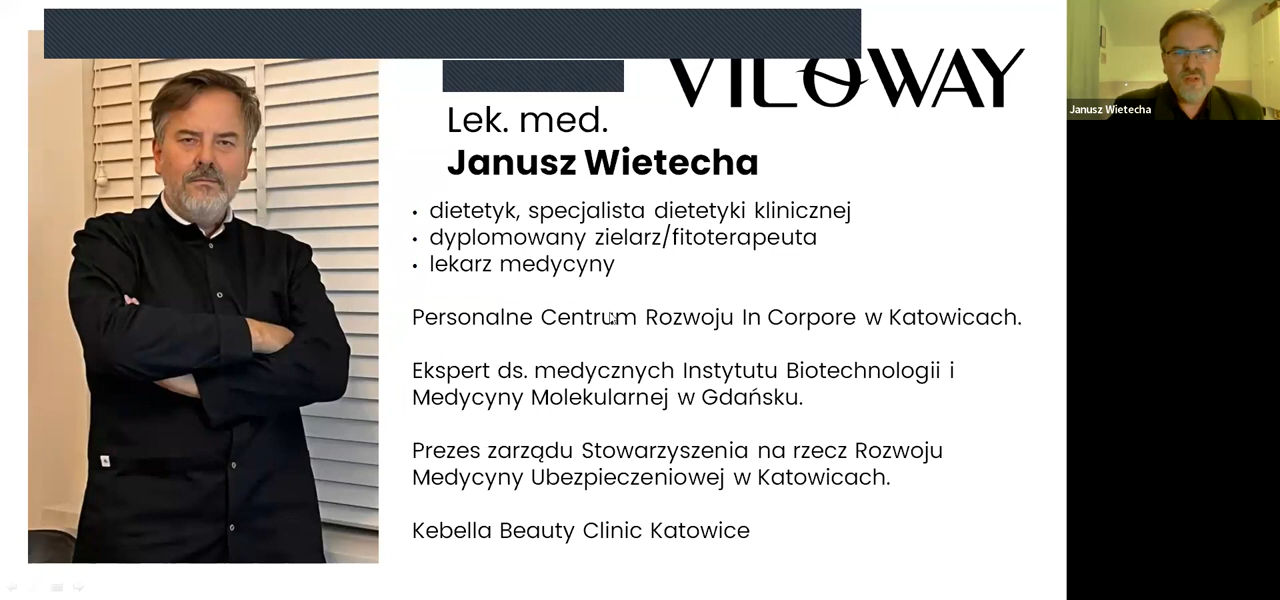 VILOWAY
Lek. med.
Janusz Wietecha
• dietetyk, specjalista dietetyki klinicznej
• dyplomowany zielarz/fitoterapeuta
• lekarz medycyny
Personalne Centrum Rozwoju In Corpore w Katowicach.
Ekspert ds. medycznych Instytutu Biotechnologii i
Medycyny Molekularnej w Gdańsku.
Prezes zarządu Stowarzyszenia na rzecz Rozwoju
Medycyny Ubezpieczeniowej w Katowicach.
Kebella Beauty Clinic Katowice
Janusz Wietecha